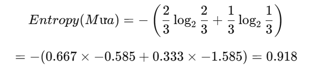 Entropy(Mưa) = − (2/3 log₂ 2/3 + 1/3 log₂ 1/3)
= −(0.667 × −0.585 + 0.333 × −1.585) = 0.918